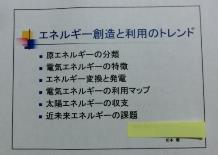 エネルギー創造と利用のトレンド
原エネルギーの分類
電気エネルギーの特徴
エネルギー変換と発電
電気エネルギーの利用マップ
太陽エネルギーの収支
近未来エネルギーの課題